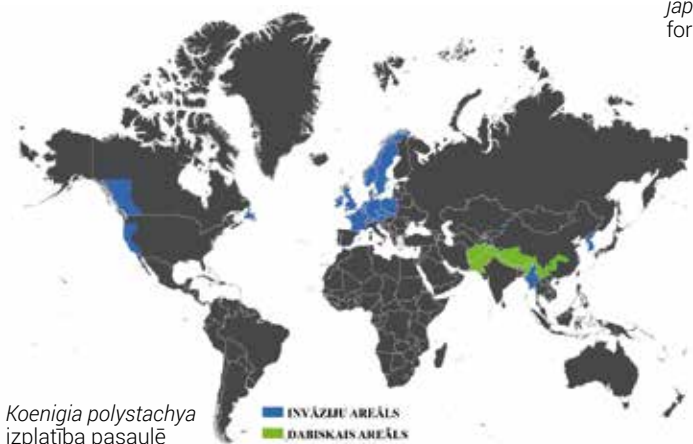 jap
for
Koenigia polystachya
izplatība pasaulē
INVĀZIJU AREĀLS
DABISKAIS AREĀLS